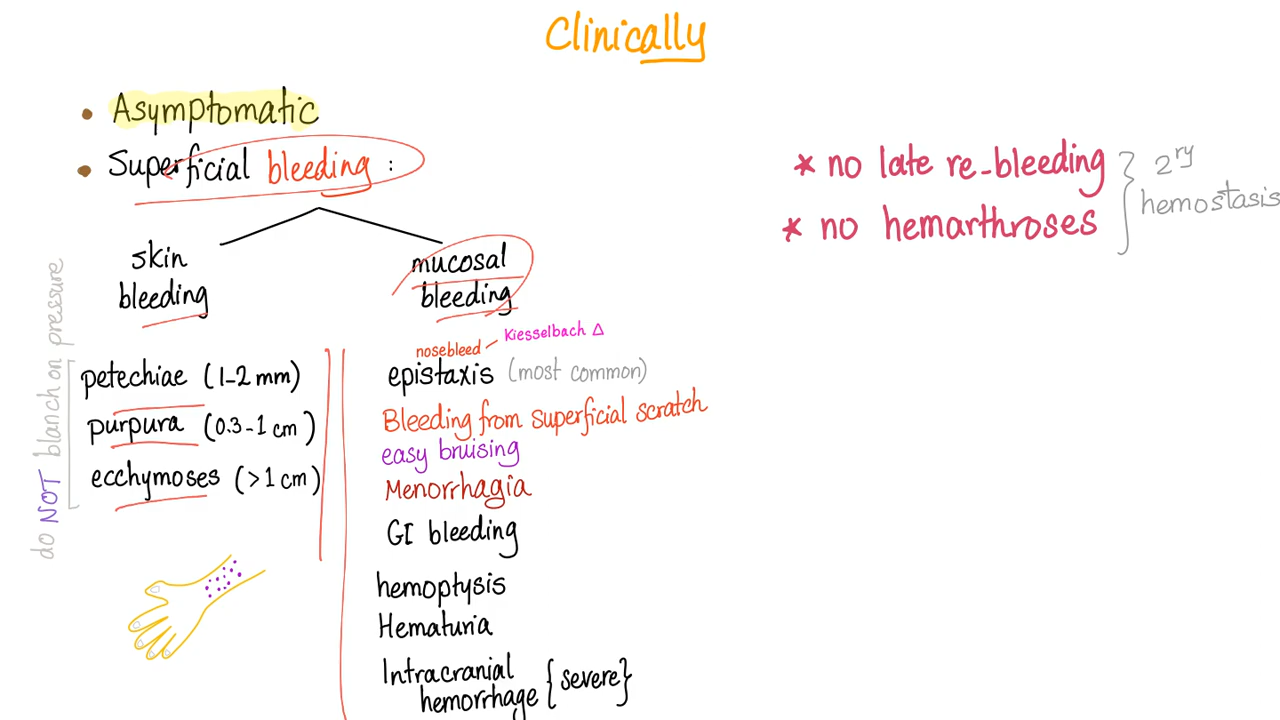 Clinically
• Asymptomatic
• Superficial bleeding :
skin
bleeding
do NOT blanch on pressure
petechiae (1-2 mm)
purpura (0.3-1 cm)
ecchymoses (>1 cm)
mucosal
bleeding
nosebleed - Kiesselbach Δ
epistaxis (most common)
Bleeding from superficial scratch
easy bruising
Menorrhagia
GI bleeding
hemoptysis
Hematuria
Intracranial
hemorrhage {severe}
* no late re-bleeding
* no hemarthroses
2ry
hemostasis